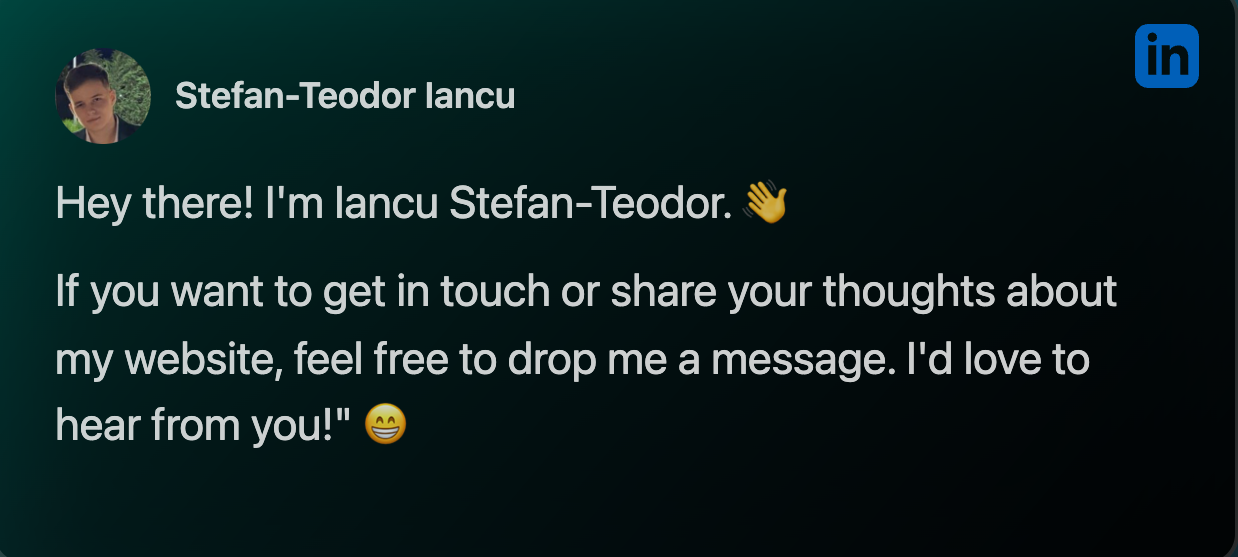 in
Stefan-Teodor Iancu
Hey there! I'm Iancu Stefan-Teodor. 👋
If you want to get in touch or share your thoughts about
my website, feel free to drop me a message. I'd love to
hear from you!" 😁